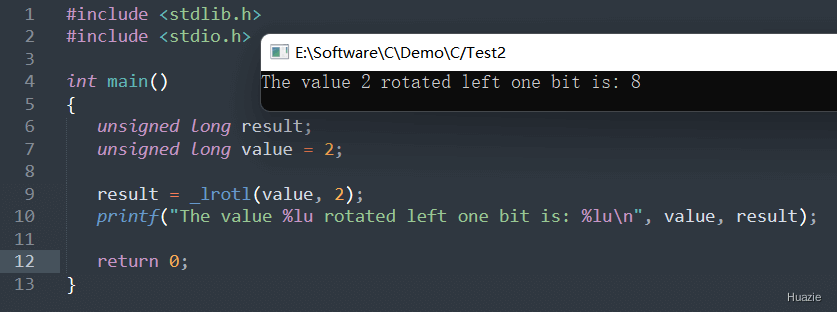 1 #include <stdlib.h>
2 #include <stdio.h>
3
E:\Software\C\Demo\C/Test2
The value 2 rotated left one bit is: 8
4 int main()
5 {
6 unsigned long result;
7 unsigned long value = 2;
8
9 result = _lrotl(value, 2);
10 printf("The value %lu rotated left one bit is: %lu\n", value, result);
11
12 return 0;
13 }
Huazie